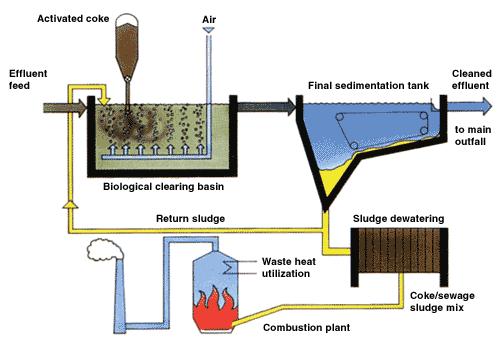 Activated coke
Air
Effluent
feed
Final sedimentation tank
Cleaned
effluent
to main
outfall
Biological clearing basin
Return sludge
Sludge dewatering
Waste heat
utilization
Coke/sewage
sludge mix
Combustion plant